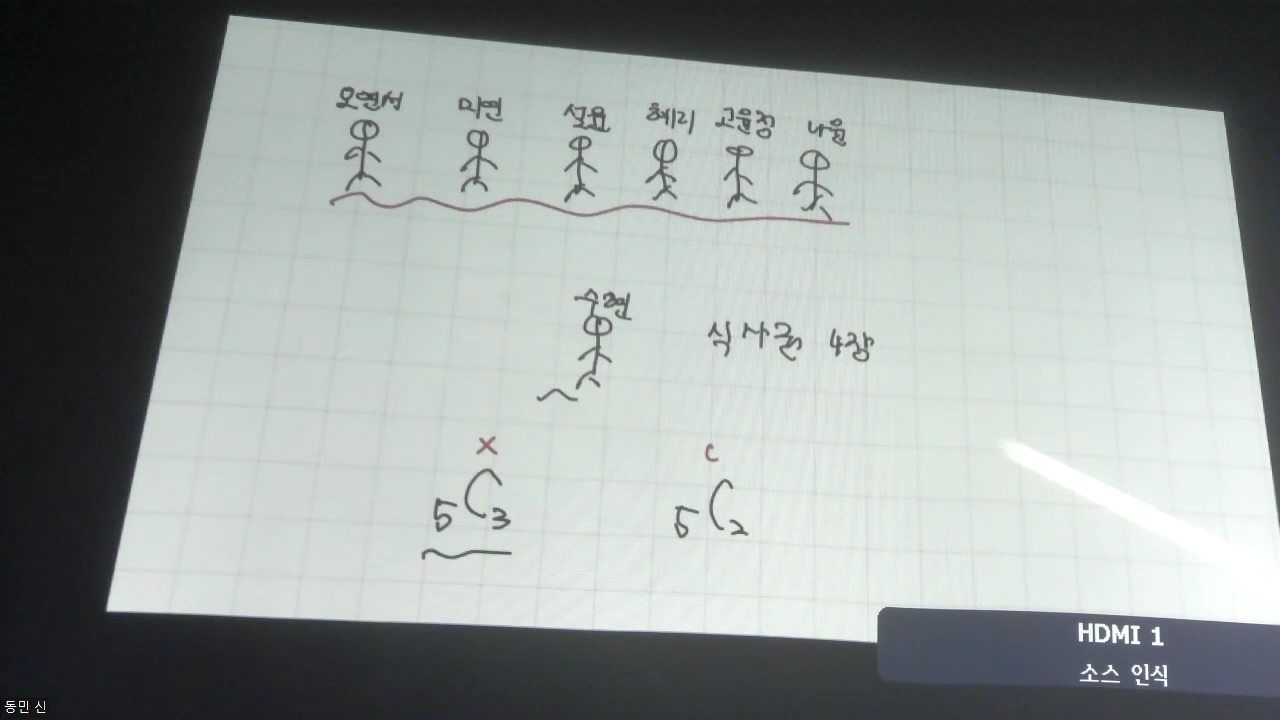 오연서 미연 설윤 혜리 고윤정 나윤
수연
식사권 4장
X C
5C3 5C2
HDMI 1
소스 인식
동민 신